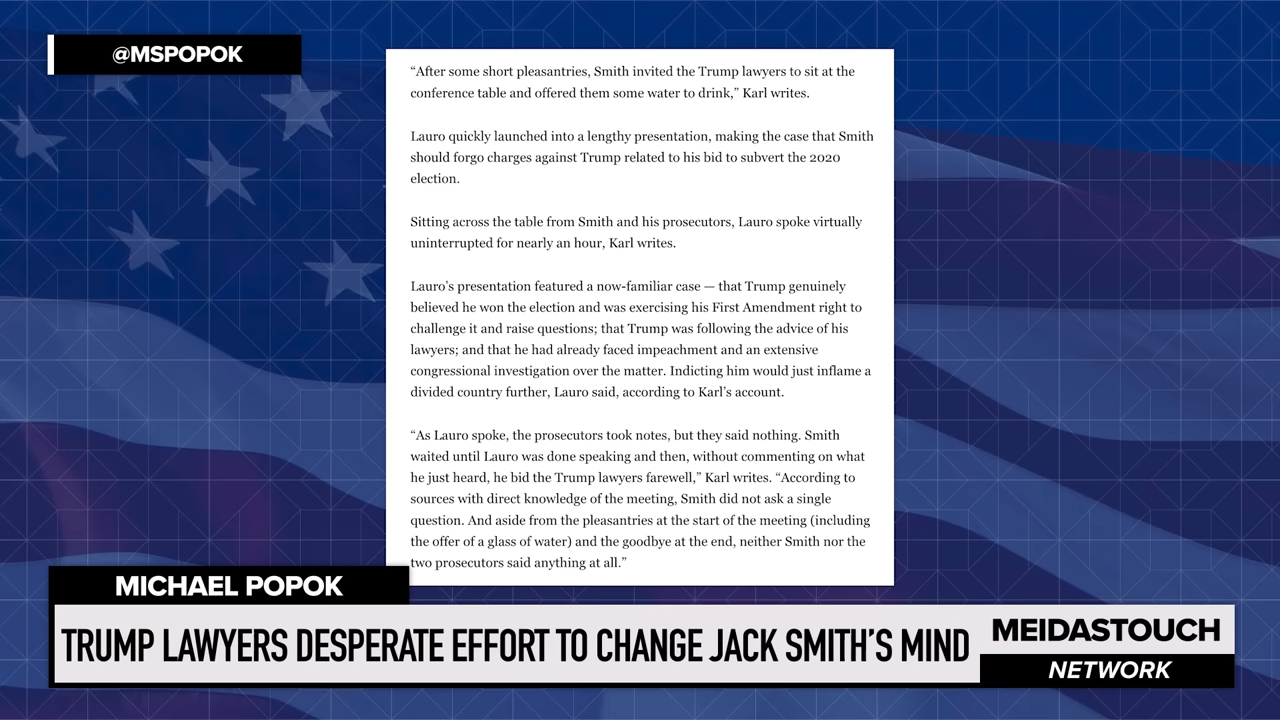 @MSPOPOK
“After some short pleasantries, Smith invited the Trump lawyers to sit at the
conference table and offered them some water to drink,” Karl writes.
Lauro quickly launched into a lengthy presentation, making the case that Smith
should forgo charges against Trump related to his bid to subvert the 2020
election.
Sitting across the table from Smith and his prosecutors, Lauro spoke virtually
uninterrupted for nearly an hour, Karl writes.
Lauro’s presentation featured a now-familiar case — that Trump genuinely
believed he won the election and was exercising his First Amendment right to
challenge it and raise questions; that Trump was following the advice of his
lawyers; and that he had already faced impeachment and an extensive
congressional investigation over the matter. Indicting him would just inflame a
divided country further, Lauro said, according to Karl’s account.
“As Lauro spoke, the prosecutors took notes, but they said nothing. Smith
waited until Lauro was done speaking and then, without commenting on what
he just heard, he bid the Trump lawyers farewell,” Karl writes. “According to
sources with direct knowledge of the meeting, Smith did not ask a single
question. And aside from the pleasantries at the start of the meeting (including
the offer of a glass of water) and the goodbye at the end, neither Smith nor the
two prosecutors said anything at all.”
MICHAEL POPOK
TRUMP LAWYERS DESPERATE EFFORT TO CHANGE JACK SMITH’S MIND
MEIDASTOUCH
NETWORK